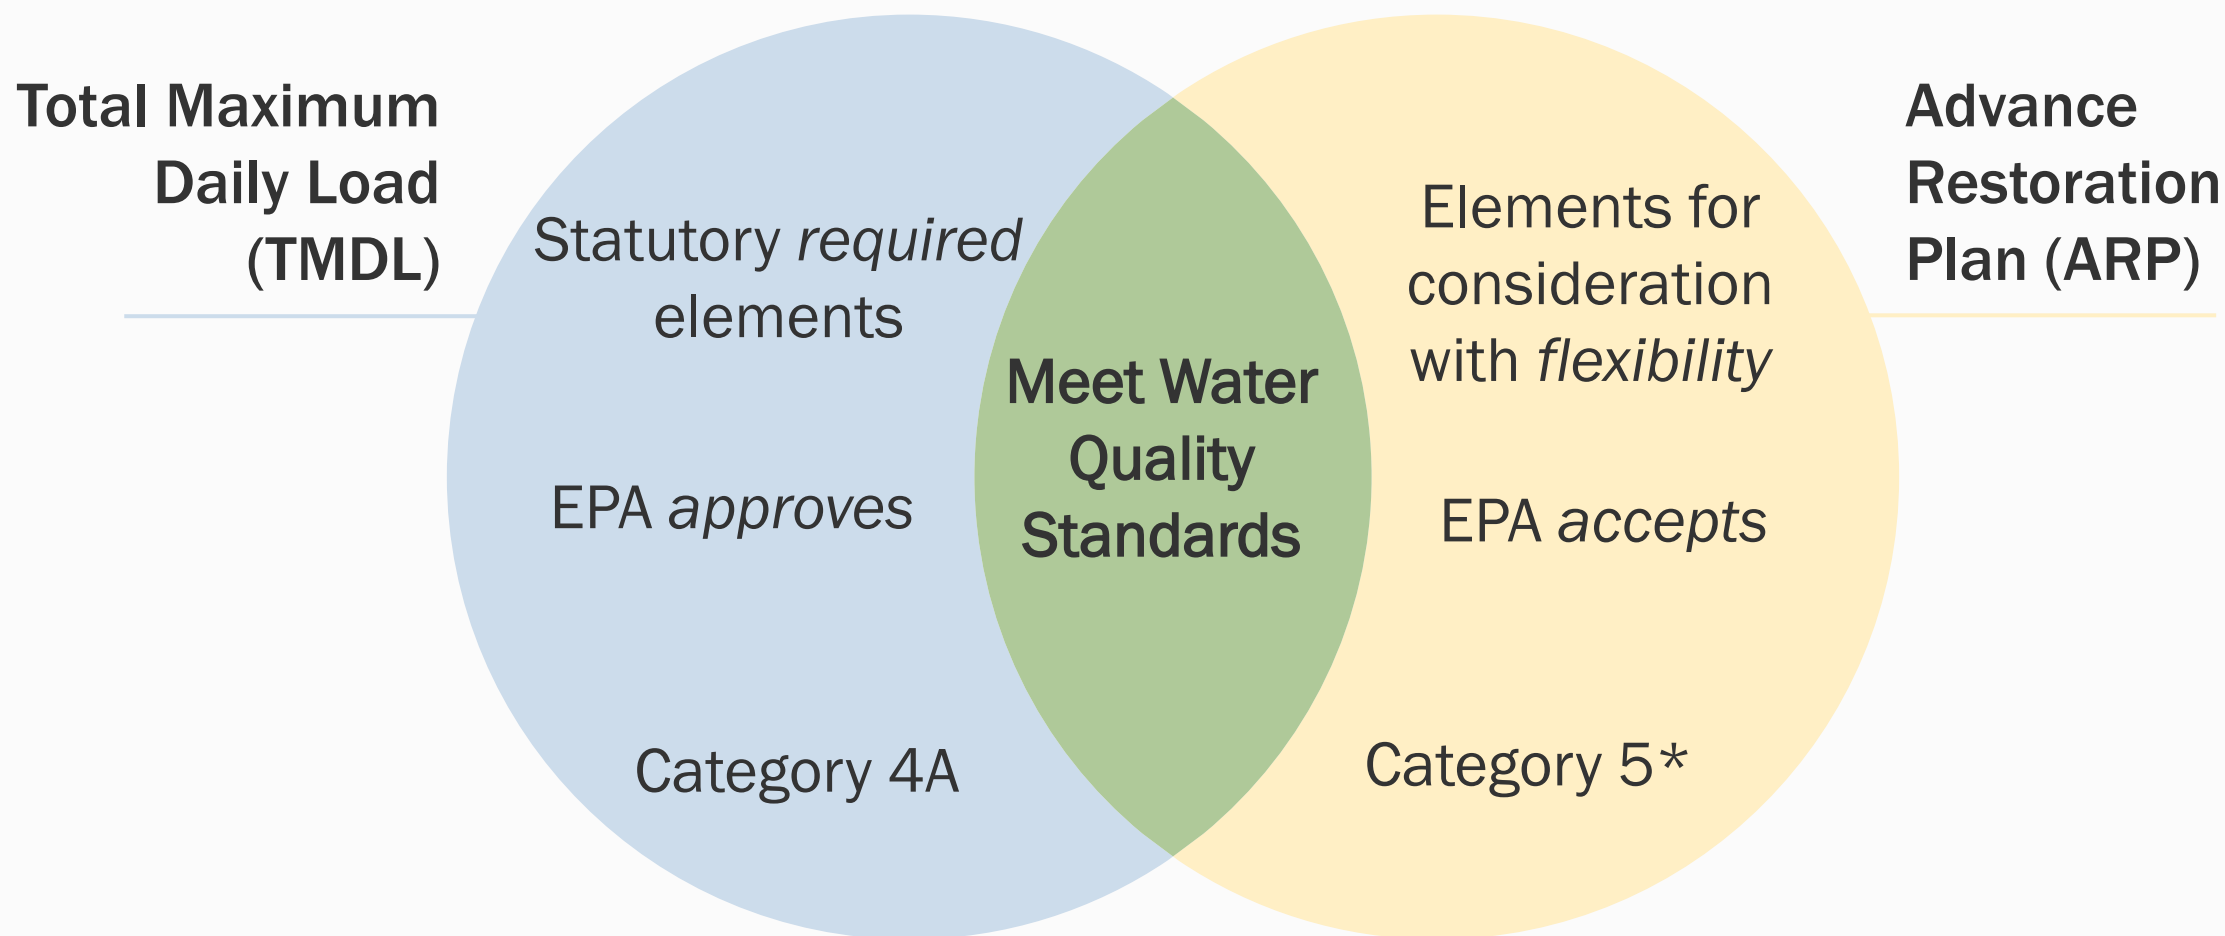 Total Maximum
Daily Load
(TMDL)
Statutory required
elements
EPA approves
Category 4A
Meet Water
Quality
Standards
Elements for
consideration
with flexibility
EPA accepts
Category 5*
Advance
Restoration
Plan (ARP)